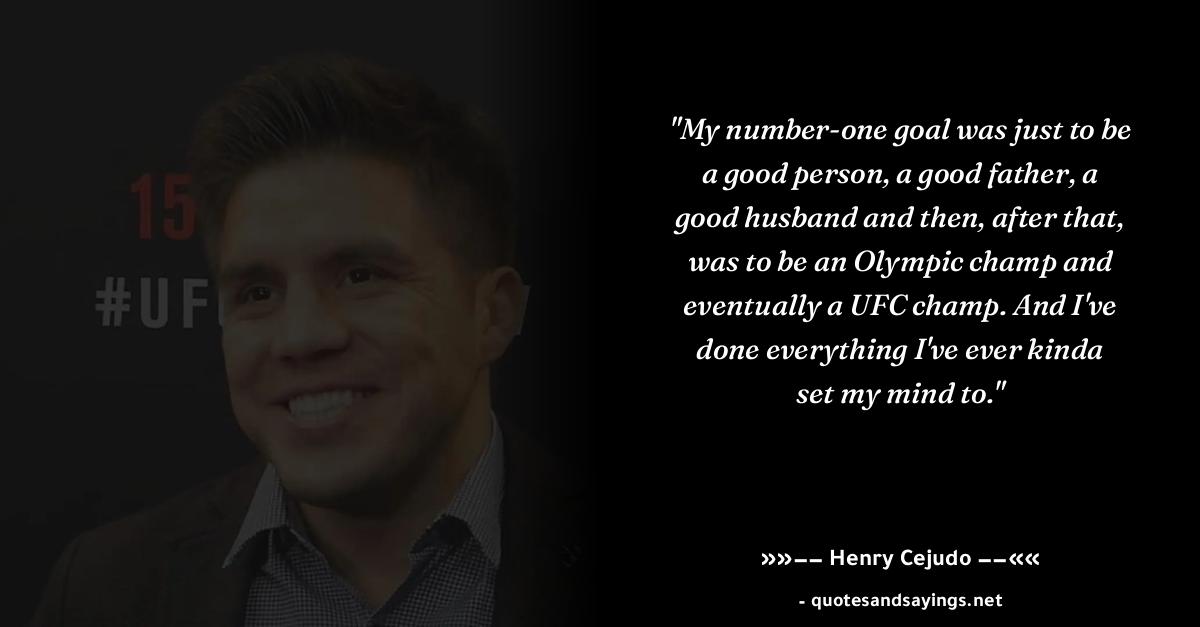 15
#UF
"My number-one goal was just to be
a good person, a good father, a
good husband and then, after that,
was to be an Olympic champ and
eventually a UFC champ. And I've
done everything I've ever kinda
set my mind to."
»»–– Henry Cejudo ––««
- quotesandsayings.net